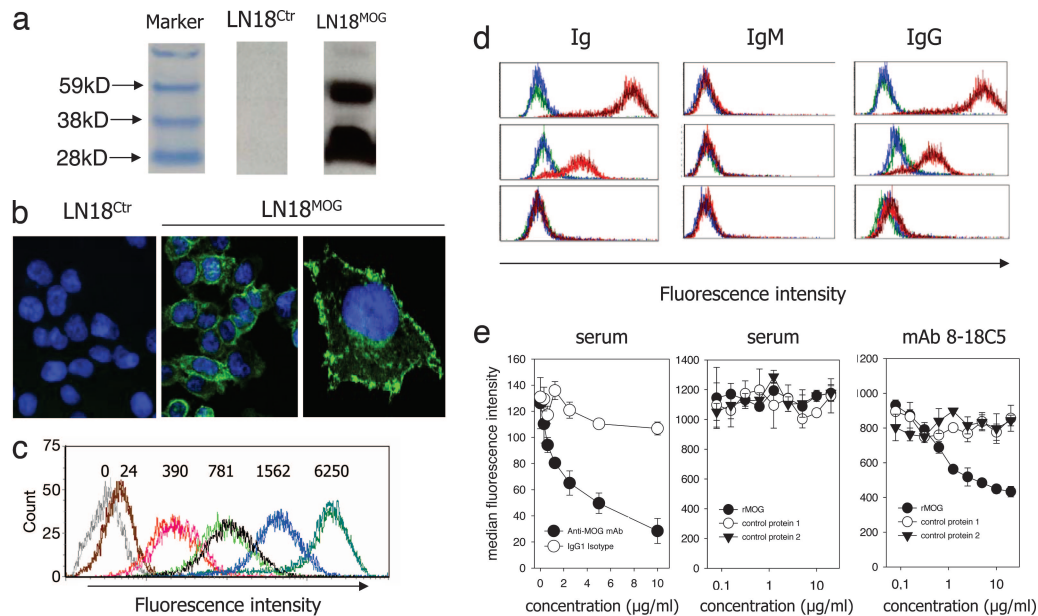 a
Marker
LN18Ctr
LN18MOG
59kD
38kD
28kD
b
LN18Ctr
LN18MOG
c
75
50
25
0
Count
0 24 390 781 1562 6250
Fluorescence intensity
d
Ig
IgM
IgG
Fluorescence intensity
e
serum
serum
mAb 8-18C5
median fluorescence intensity
160
140
120
100
80
60
40
20
0
Anti-MOG mAb
IgG1 Isotype
0 2 4 6 8 10
concentration (µg/ml)
1400
1200
1000
800
600
400
200
0
rMOG
control protein 1
control protein 2
0.1 1 10
concentration (µg/ml)
1000
800
600
400
200
0
rMOG
control protein 1
control protein 2
0.1 1 10
concentration (µg/ml)